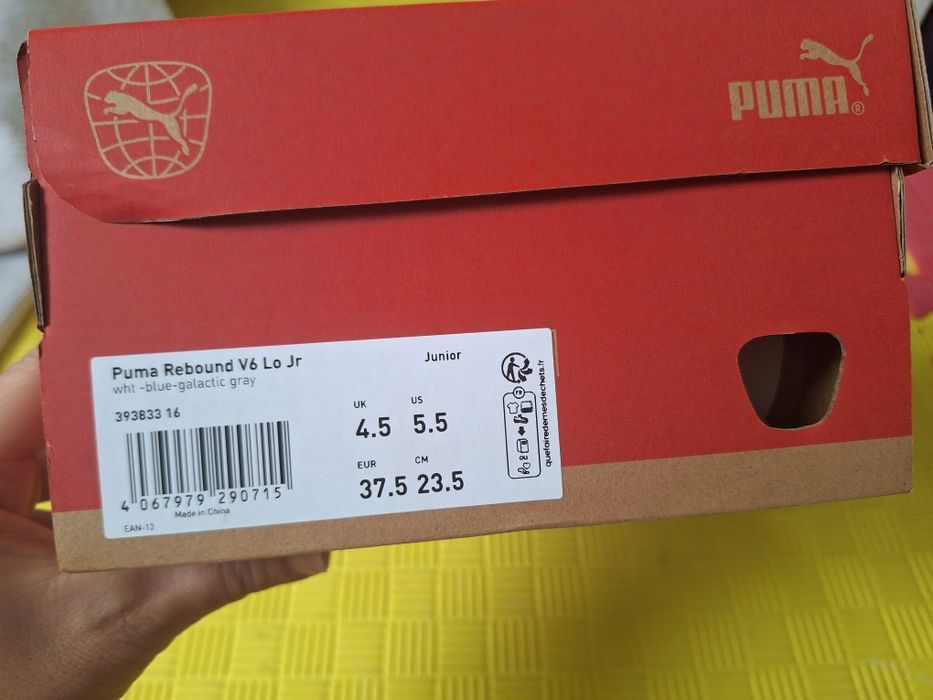 PUMA®
Puma Rebound V6 Lo Jr
Junior
wht -blue-galactic gray
393833 16
UK
US
4.5
5.5
EUR
CM
37.5
23.5
4 067979 290715
Made in China
EAN-13
FR
quefairedemesdechets.fr